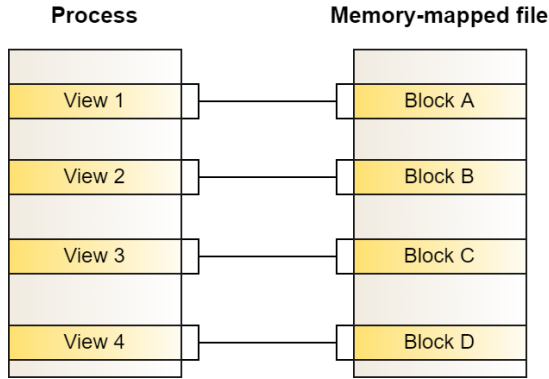 Process Memory-mapped file
View 1 Block A
View 2 Block B
View 3 Block C
View 4 Block D